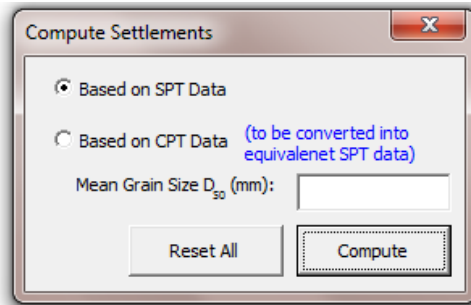 Compute Settlements
Based on SPT Data
Based on CPT Data (to be converted into
equivalenet SPT data)
Mean Grain Size D50 (mm):
Reset All Compute